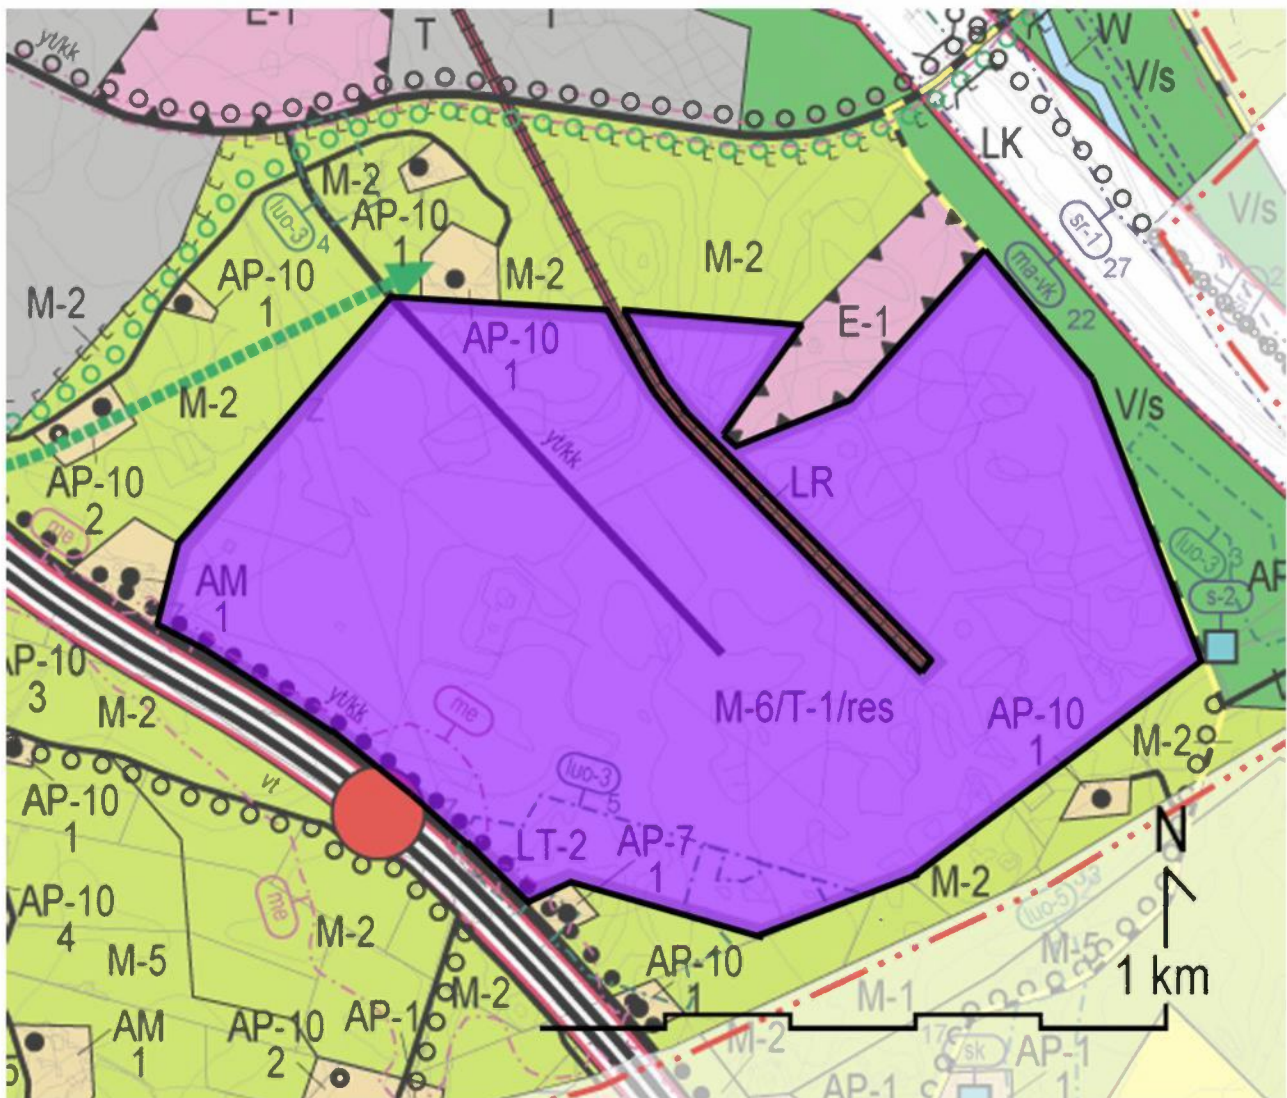 E-1
T
yt/kk
W
V/s
LK
M-2
luo-3
4
AP-10
1
V/s
sr-1
27
AP-10
1
M-2
M-2
ma-vk
22
M-2
E-1
AP-10
1
M-2
V/s
AP-10
2
yt/kk
LR
me
AM
1
luo-3
3
s-2
AP-10
3
M-2
yt/kk
me
M-6/T-1/res
AP-10
1
M-2
vt
luo-3
5
AP-10
1
LT-2
AP-7
1
N
me
M-2
luo-5
AP-10
4
M-2
M-5
M-5
AP-10
1
1 km
M-2
M-1
AM
1
AP-10
2
AP-1
M-2
17
sk
AP-1
1
AP-1